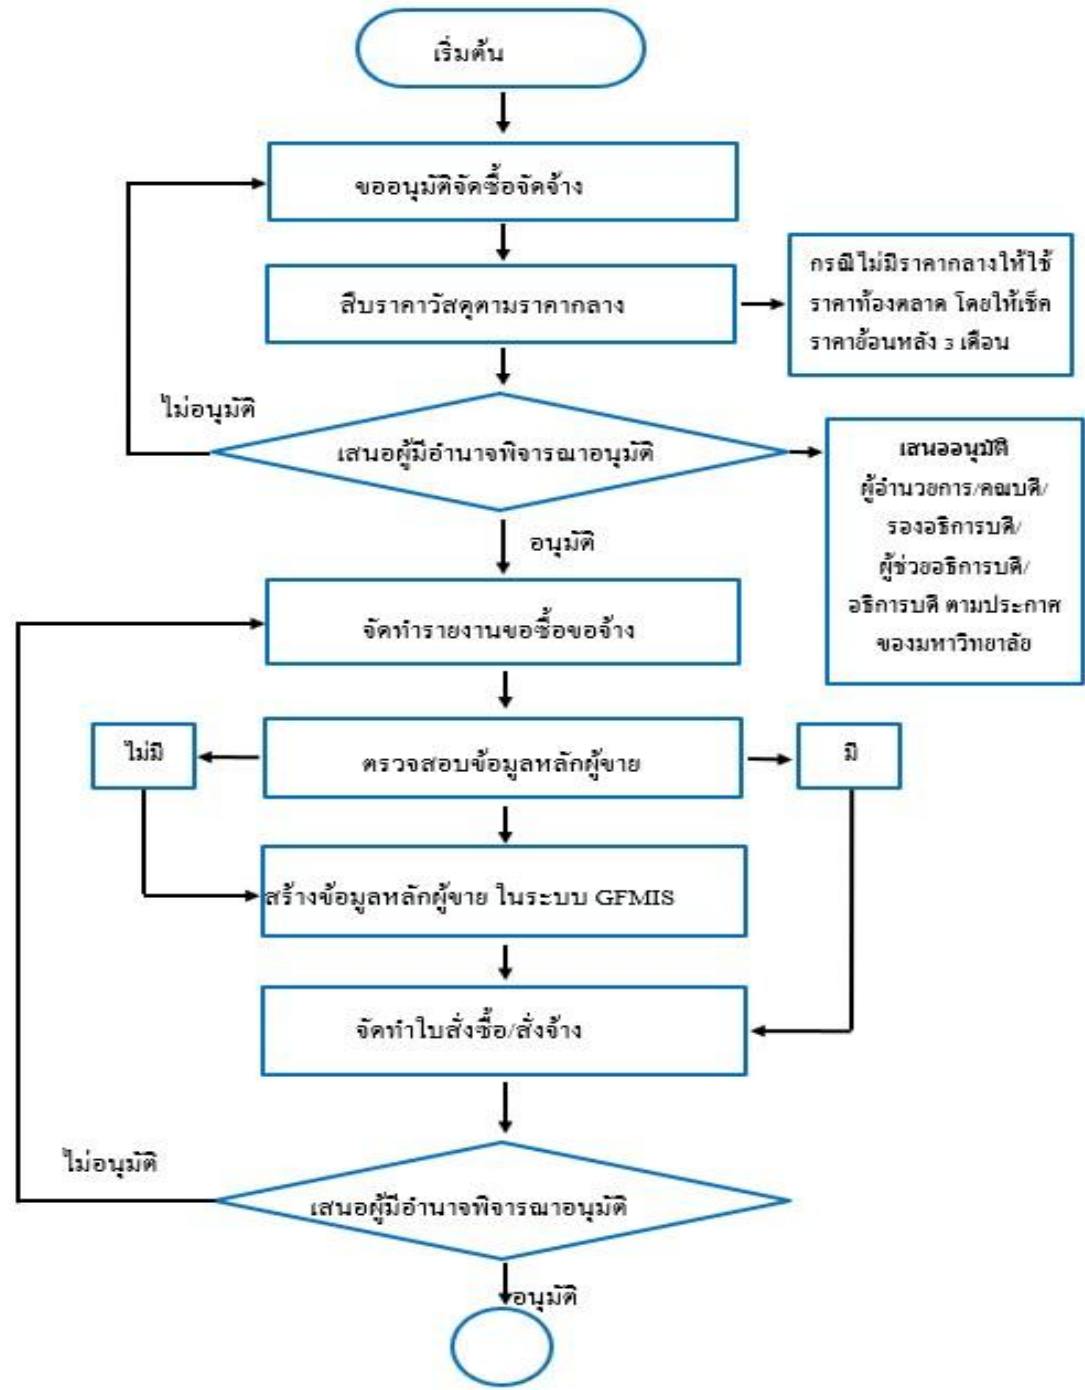 เริ่มต้น
ขออนุมัติจัดซื้อจัดจ้าง
สืบราคาวัสดุตามราคากลาง
กรณีไม่มีราคากลางให้ใช้
ราคาท้องตลาด โดยให้เช็ค
ราคาย้อนหลัง 3 เดือน
ไม่อนุมัติ
เสนอผู้มีอำนาจพิจารณาอนุมัติ
เสนออนุมัติ
ผู้อำนวยการ/คณบดี/
รองอธิการบดี/
ผู้ช่วยอธิการบดี/
อธิการบดี ตามประกาศ
ของมหาวิทยาลัย
อนุมัติ
จัดทำรายงานขอซื้อขอจ้าง
ไม่มี
ตรวจสอบข้อมูลหลักผู้ขาย
มี
สร้างข้อมูลหลักผู้ขาย ในระบบ GFMIS
จัดทำใบสั่งซื้อ/สั่งจ้าง
ไม่อนุมัติ
เสนอผู้มีอำนาจพิจารณาอนุมัติ
อนุมัติ